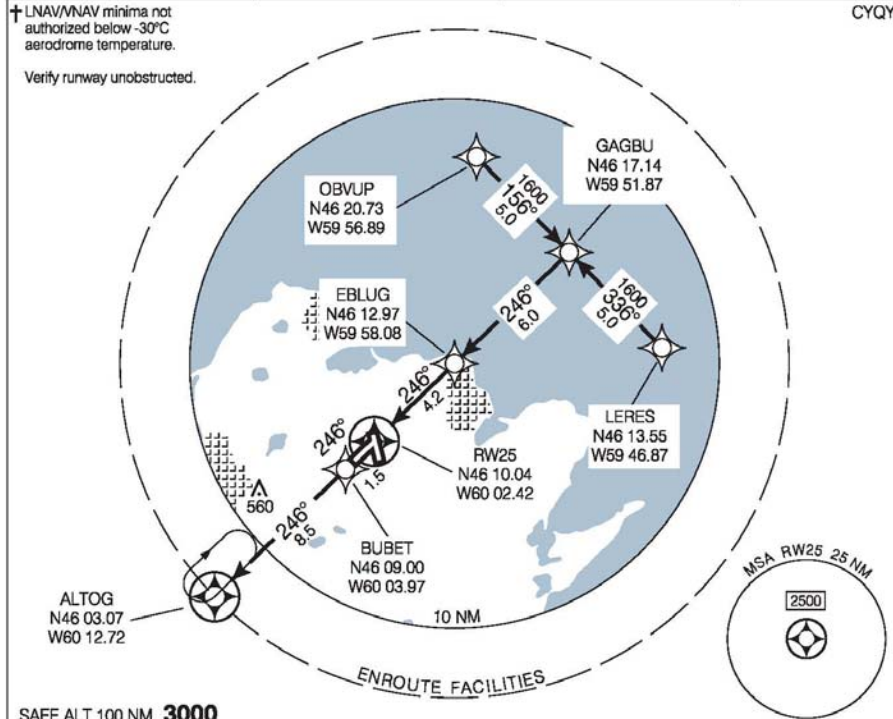 † LNAV/VNAV minima not
authorized below -30°C
aerodrome temperature.
Verify runway unobstructed.
CYQY
GAGBU
N46 17.14
W59 51.87
OBVUP
N46 20.73
W59 56.89
1600
156°
5.0
EBLUG
N46 12.97
W59 58.08
246°
6.0
1600
336°
5.0
246°
4.2
LERES
N46 13.55
W59 46.87
246°
1.5
RW25
N46 10.04
W60 02.42
560
246°
8.5
BUBET
N46 09.00
W60 03.97
ALTOG
N46 03.07
W60 12.72
10 NM
MSA RW25 25 NM
2500
ENROUTE FACILITIES
SAFE ALT 100 NM 3000